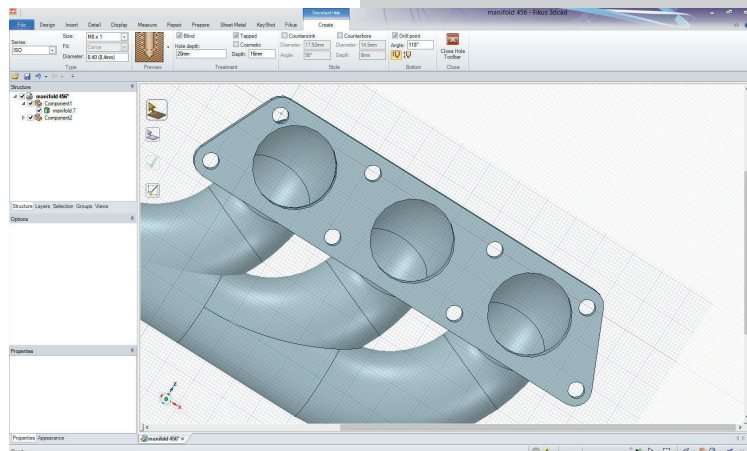 Standard Hole
manifold 456 - Fikus 3dcad
File Design Insert Detail Display Measure Repair Prepare Sheet Metal KeyShot Fikus Create
Series:
ISO
Size: M8 x 1
Fit: Corner
Diameter: 8.40 (8.4mm)
Type
Preview
Blind Tapped
Hole depth: Cosmetic
20mm Depth: 16mm
Treatment
Countersink Counterbore
Diameter: 17.92mm Diameter: 14.5mm
Angle: 90° Depth: 8mm
Style
Drill point
Angle: 118°
Bottom
Close Hole
Toolbar
Close
Structure
manifold 456*
Component1
manifold.7
Component2
Structure Layers Selection Groups Views
Options
Properties
Properties Appearance
manifold 456*
Z
X